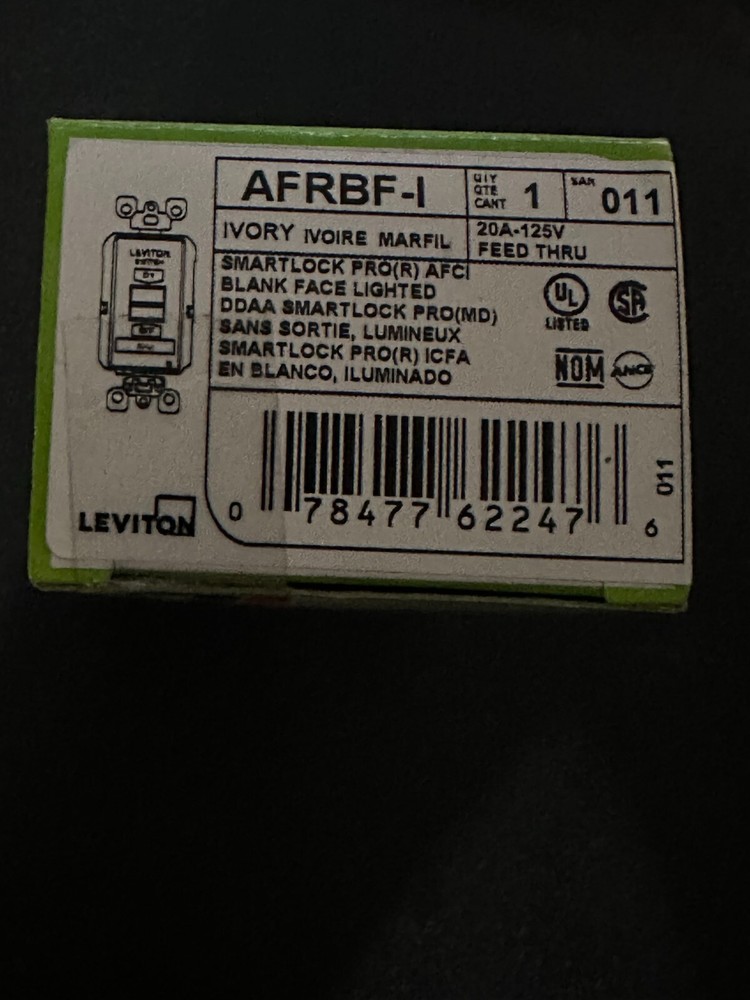 AFRBF-I
QTY
QTE
CANT
1
011
IVORY IVOIRE MARFIL
20A-125V
FEED THRU
SMARTLOCK PRO(R) AFCI
BLANK FACE LIGHTED
DDAA SMARTLOCK PRO(MD)
SANS SORTIE, LUMINEUX
SMARTLOCK PRO(R) ICFA
EN BLANCO, ILUMINADO
UL
LISTED
SA
NOM
ANCE
LEVITON
LEVITON
0 78477 62247 6
011